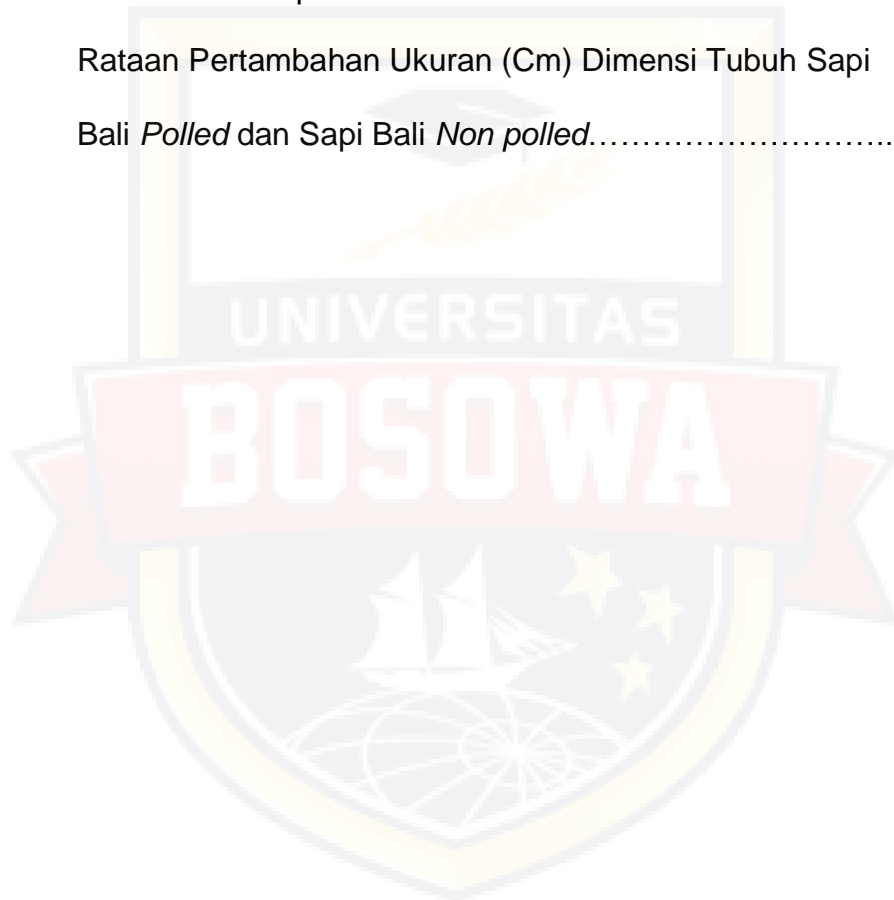 Rataan Pertambahan Ukuran (Cm) Dimensi Tubuh Sapi
Bali Polled dan Sapi Bali Non polled…………………………..
UNIVERSITAS
BOSOWA